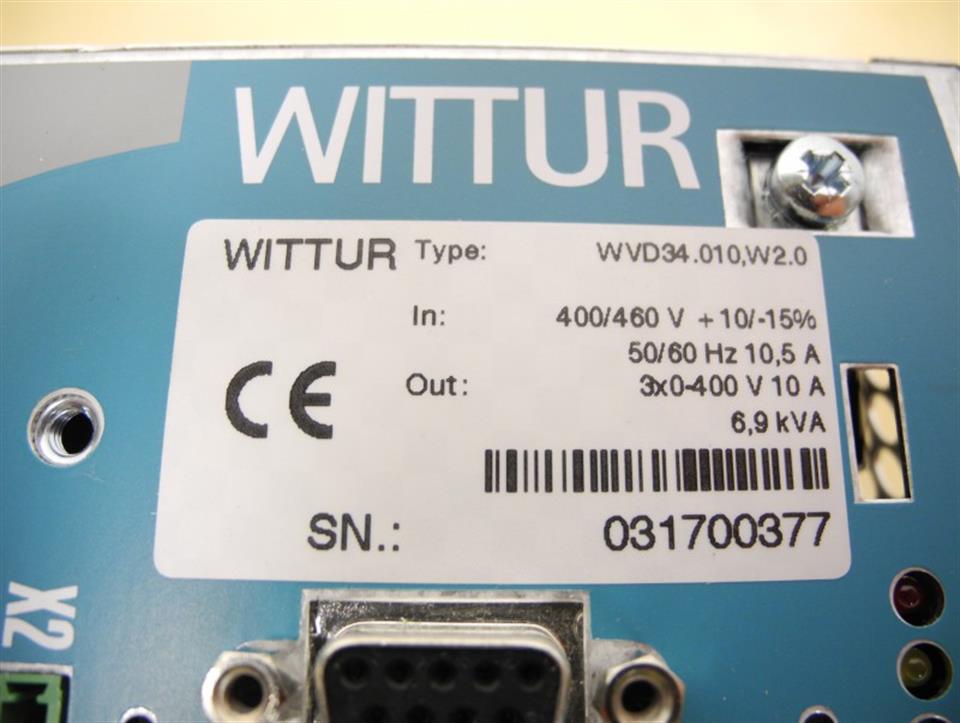 WITTUR
WITTUR Type: WVD34.010,W2.0
In: 400/460 V +10/-15%
50/60 Hz 10,5 A
Out: 3x0-400 V 10 A
6,9 kVA
CE
SN.: 031700377
X2